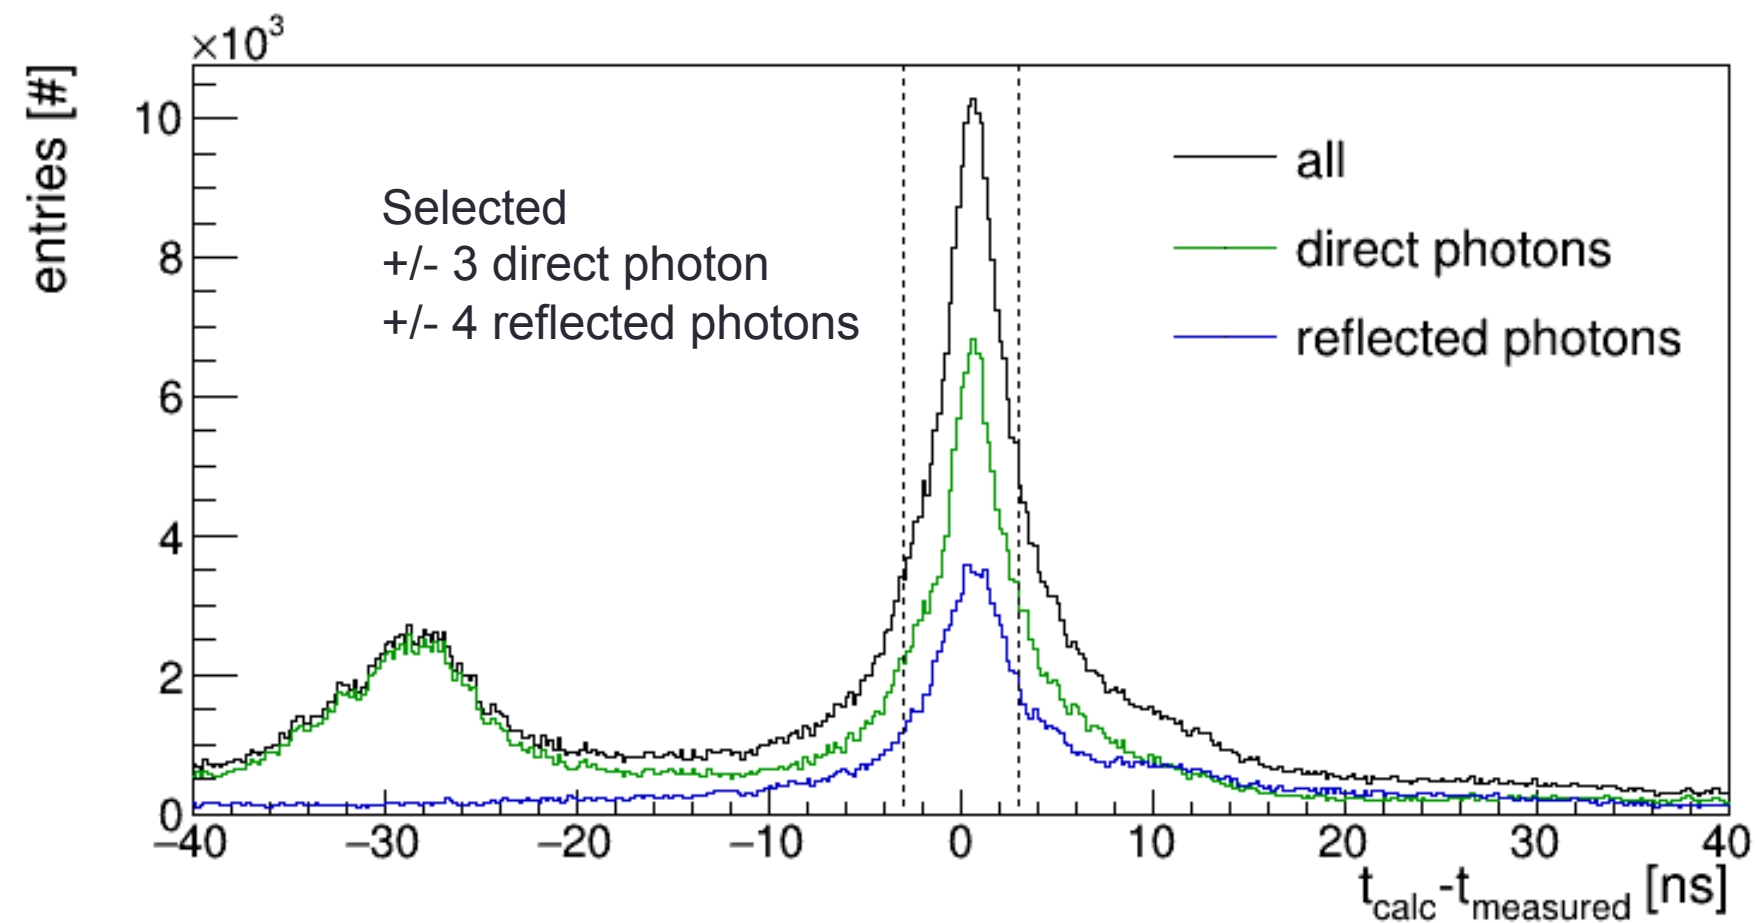 ×10³
entries [#]
10
8
6
4
2
0
Selected
+/- 3 direct photon
+/- 4 reflected photons
all
direct photons
reflected photons
−40 −30 −20 −10 0 10 20 30 40
t_calc-t_measured [ns]